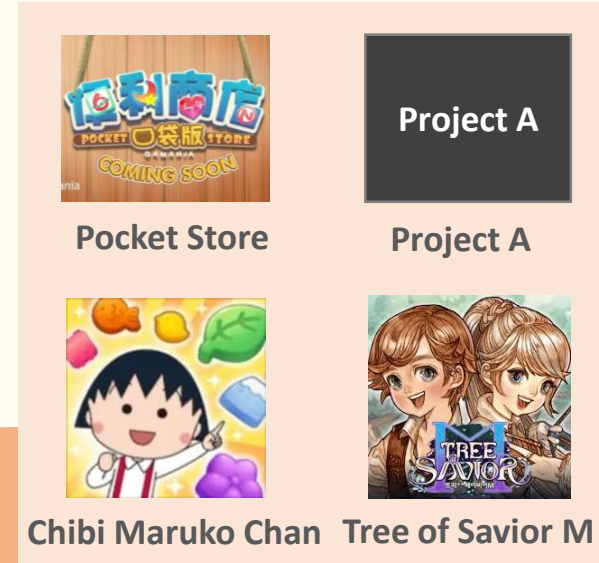 便利商店
POCKET 口袋版 STORE
GAMANIA
COMING SOON
Project A
Pocket Store
Project A
TREE
SAVIOR
M
Chibi Maruko Chan
Tree of Savior M